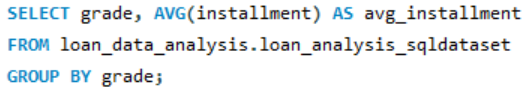 SELECT grade, AVG(installment) AS avg_installment
FROM loan_data_analysis.loan_analysis_sqldataset
GROUP BY grade;